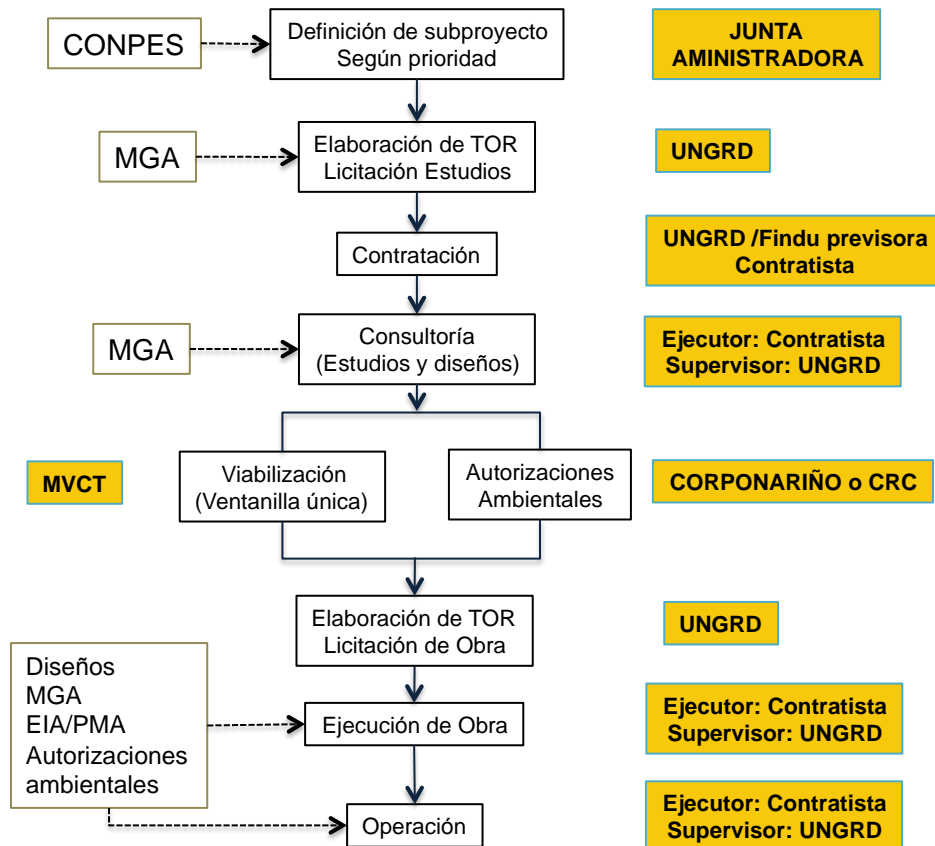 CONPES
Definición de subproyecto
Según prioridad
JUNTA
AMINISTRADORA
MGA
Elaboración de TOR
Licitación Estudios
UNGRD
Contratación
UNGRD /Findu previsora
Contratista
MGA
Consultoría
(Estudios y diseños)
Ejecutor: Contratista
Supervisor: UNGRD
MVCT
Viabilización
(Ventanilla única)
Autorizaciones
Ambientales
CORPONARIÑO o CRC
Elaboración de TOR
Licitación de Obra
UNGRD
Diseños
MGA
EIA/PMA
Autorizaciones
ambientales
Ejecución de Obra
Ejecutor: Contratista
Supervisor: UNGRD
Operación
Ejecutor: Contratista
Supervisor: UNGRD